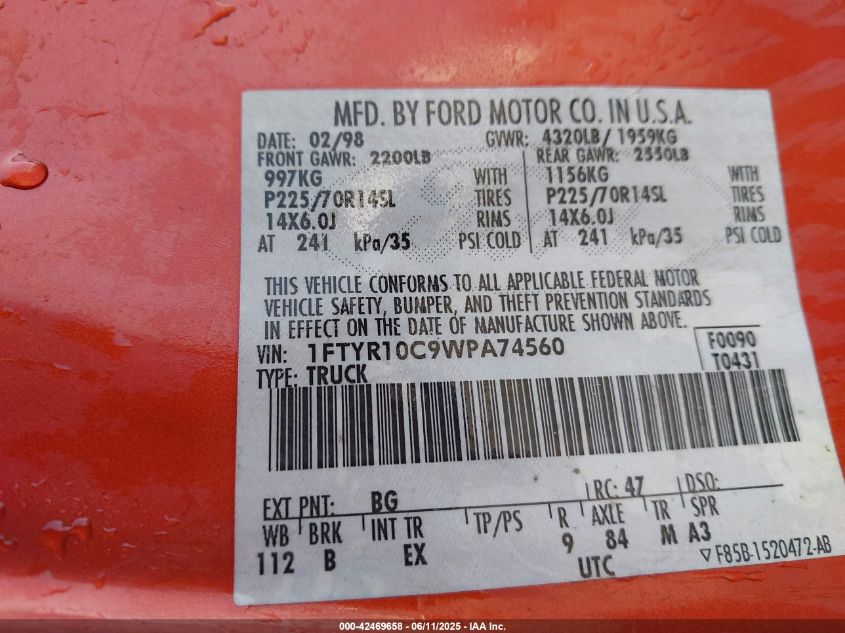 MFD. BY FORD MOTOR CO. IN U.S.A.
DATE: 02/98 GVWR: 4320LB/ 1959KG
FRONT GAWR: 2200LB REAR GAWR: 2550LB
997KG WITH 1156KG WITH
P225/70R14SL TIRES P225/70R14SL TIRES
14X6.0J RIMS 14X6.0J RIMS
AT 241 kPa/35 PSI COLD AT 241 kPa/35 PSI COLD
THIS VEHICLE CONFORMS TO ALL APPLICABLE FEDERAL MOTOR
VEHICLE SAFETY, BUMPER, AND THEFT PREVENTION STANDARDS
IN EFFECT ON THE DATE OF MANUFACTURE SHOWN ABOVE.
VIN: 1FTYR10C9WPA74560 F0090
TYPE: TRUCK T0431
EXT PNT: BG RC: 47 DSO:
WB BRK INT TR TP/PS R AXLE TR SPR
112 B EX 9 84 M A3
UTC ▽ F85B-1520472-AB
000-42469658 - 06/11/2025 - IAA Inc.